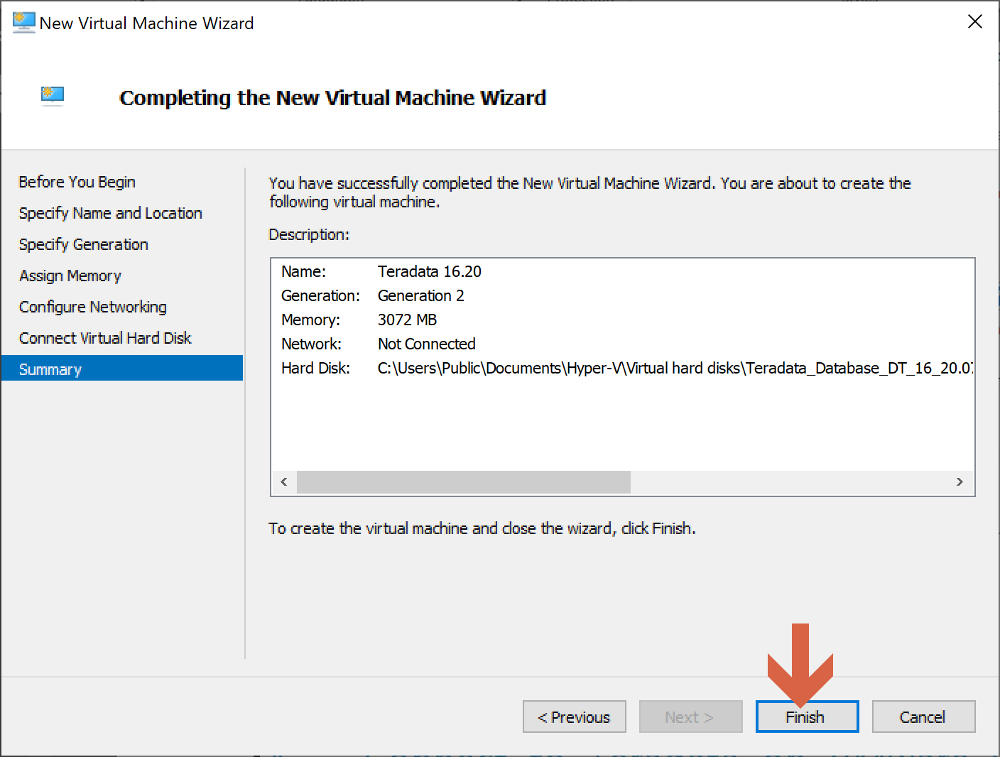 New Virtual Machine Wizard
Completing the New Virtual Machine Wizard
Before You Begin
Specify Name and Location
Specify Generation
Assign Memory
Configure Networking
Connect Virtual Hard Disk
Summary
You have successfully completed the New Virtual Machine Wizard. You are about to create the
following virtual machine.
Description:
Name: Teradata 16.20
Generation: Generation 2
Memory: 3072 MB
Network: Not Connected
Hard Disk: C:\Users\Public\Documents\Hyper-V\Virtual hard disks\Teradata_Database_DT_16_20.07
To create the virtual machine and close the wizard, click Finish.
< Previous
Next >
Finish
Cancel